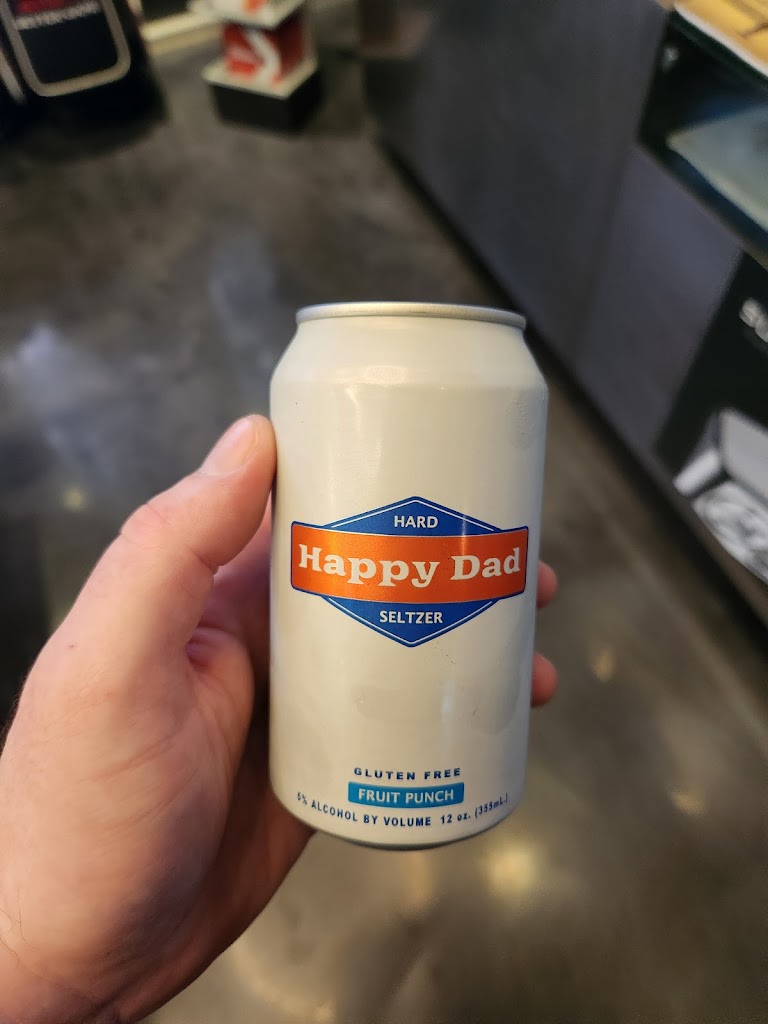 HARD
Happy Dad
SELTZER
GLUTEN FREE
FRUIT PUNCH
5% ALCOHOL BY VOLUME 12 oz. (355mL)